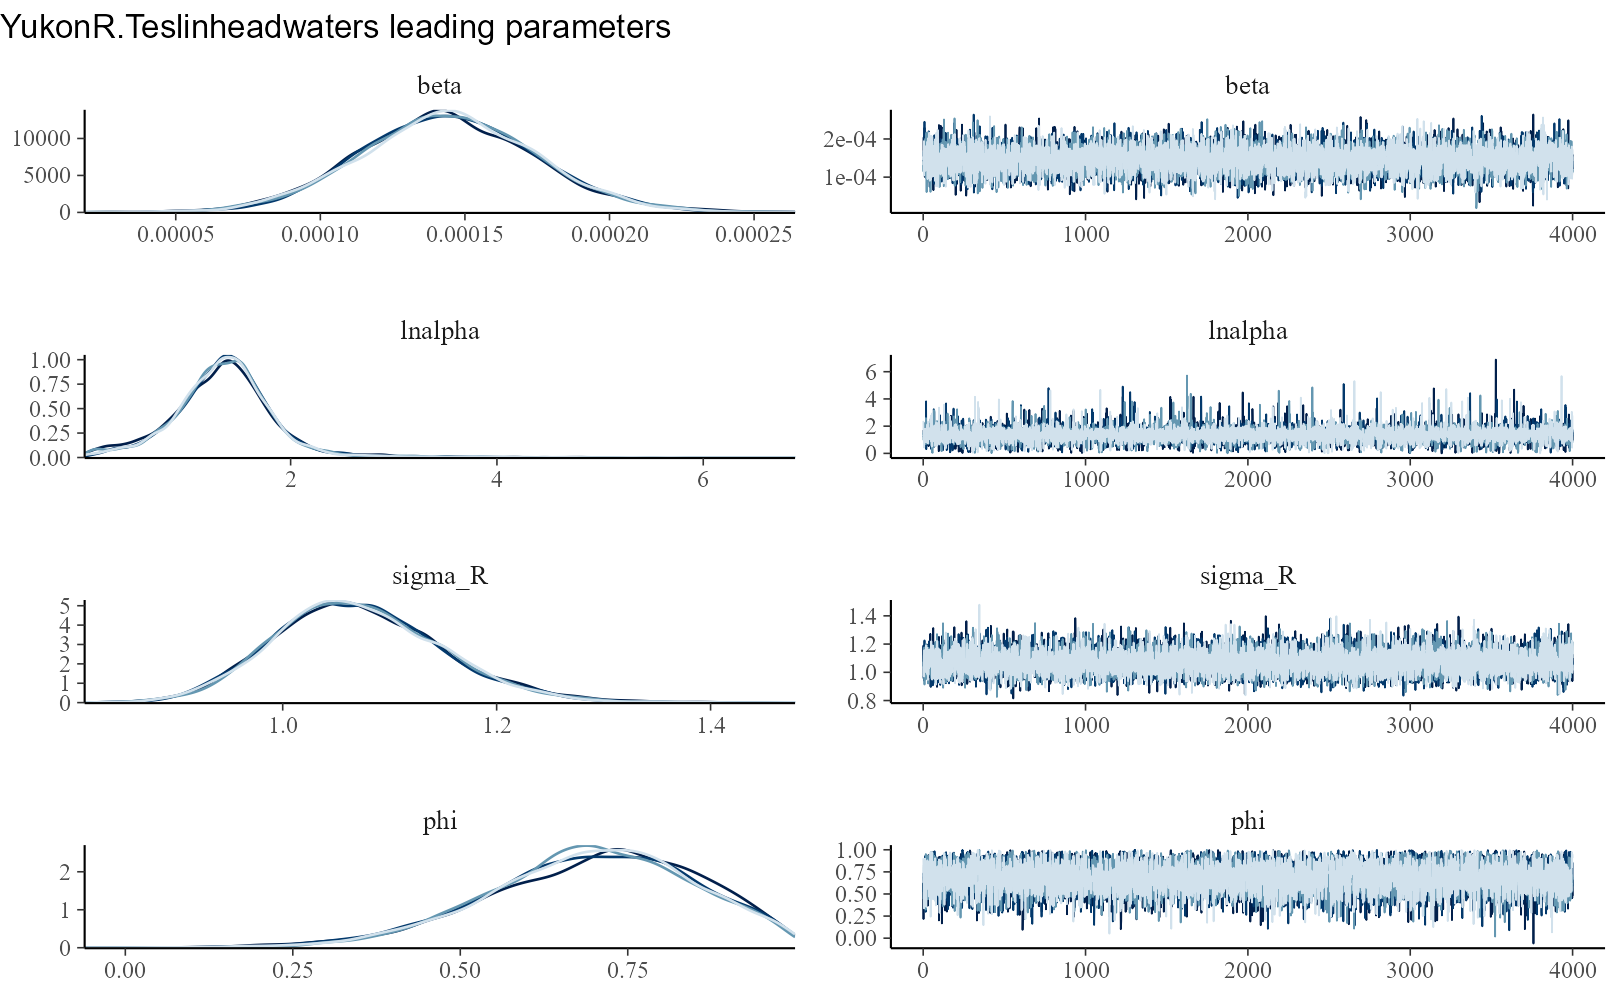 YukonR.Teslinheadwaters leading parameters
beta
beta
10000
5000
0
0.00005 0.00010 0.00015 0.00020 0.00025
2e-04
1e-04
0 1000 2000 3000 4000
lnalpha
lnalpha
1.00
0.75
0.50
0.25
0.00
2 4 6
6
4
2
0
0 1000 2000 3000 4000
sigma_R
sigma_R
5
4
3
2
1
0
1.0 1.2 1.4
1.4
1.2
1.0
0.8
0 1000 2000 3000 4000
phi
phi
2
1
0
0.00 0.25 0.50 0.75
1.00
0.75
0.50
0.25
0.00
0 1000 2000 3000 4000